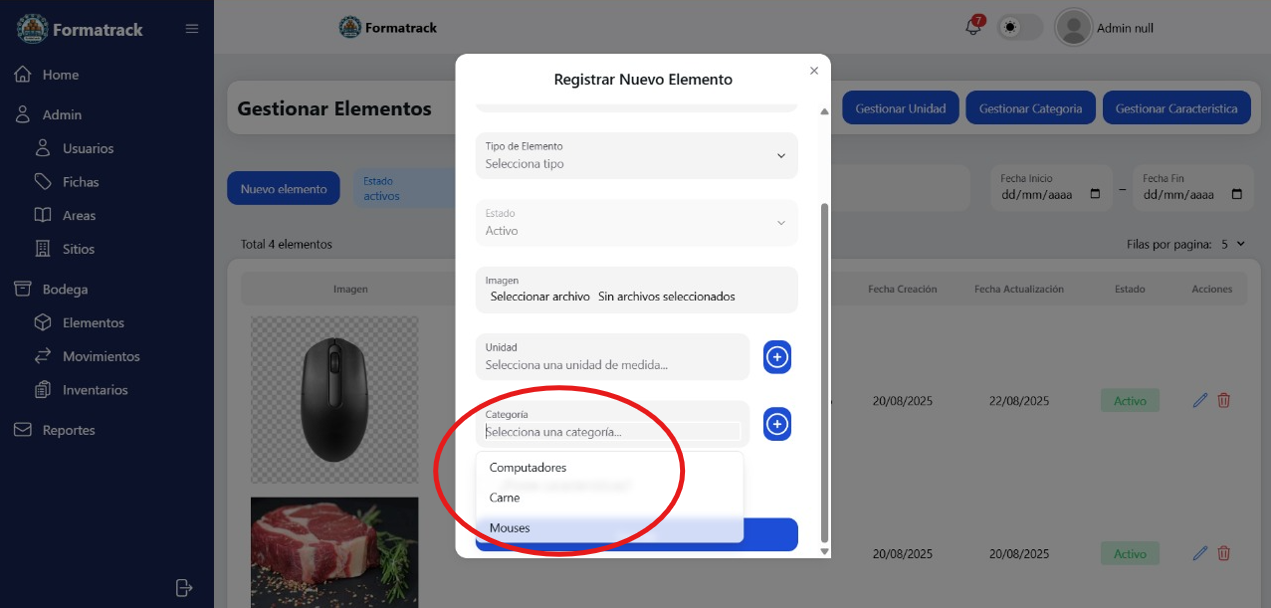 Formatrack
Home
Admin
Usuarios
Fichas
Areas
Sitios
Bodega
Elementos
Movimientos
Inventarios
Reportes
Formatrack
7
Admin null
Gestionar Elementos
Gestionar Unidad
Gestionar Categoria
Gestionar Caracteristica
Nuevo elemento
Estado
activos
Fecha Inicio
dd/mm/aaaa
–
Fecha Fin
dd/mm/aaaa
Total 4 elementos
Filas por pagina: 5
Imagen
Fecha Creación
Fecha Actualización
Estado
Acciones
20/08/2025
22/08/2025
Activo
20/08/2025
20/08/2025
Activo
Registrar Nuevo Elemento
Tipo de Elemento
Selecciona tipo
Estado
Activo
Imagen
Seleccionar archivo Sin archivos seleccionados
Unidad
Selecciona una unidad de medida...
Categoría
Selecciona una categoría...
Computadores
Carne
Mouses